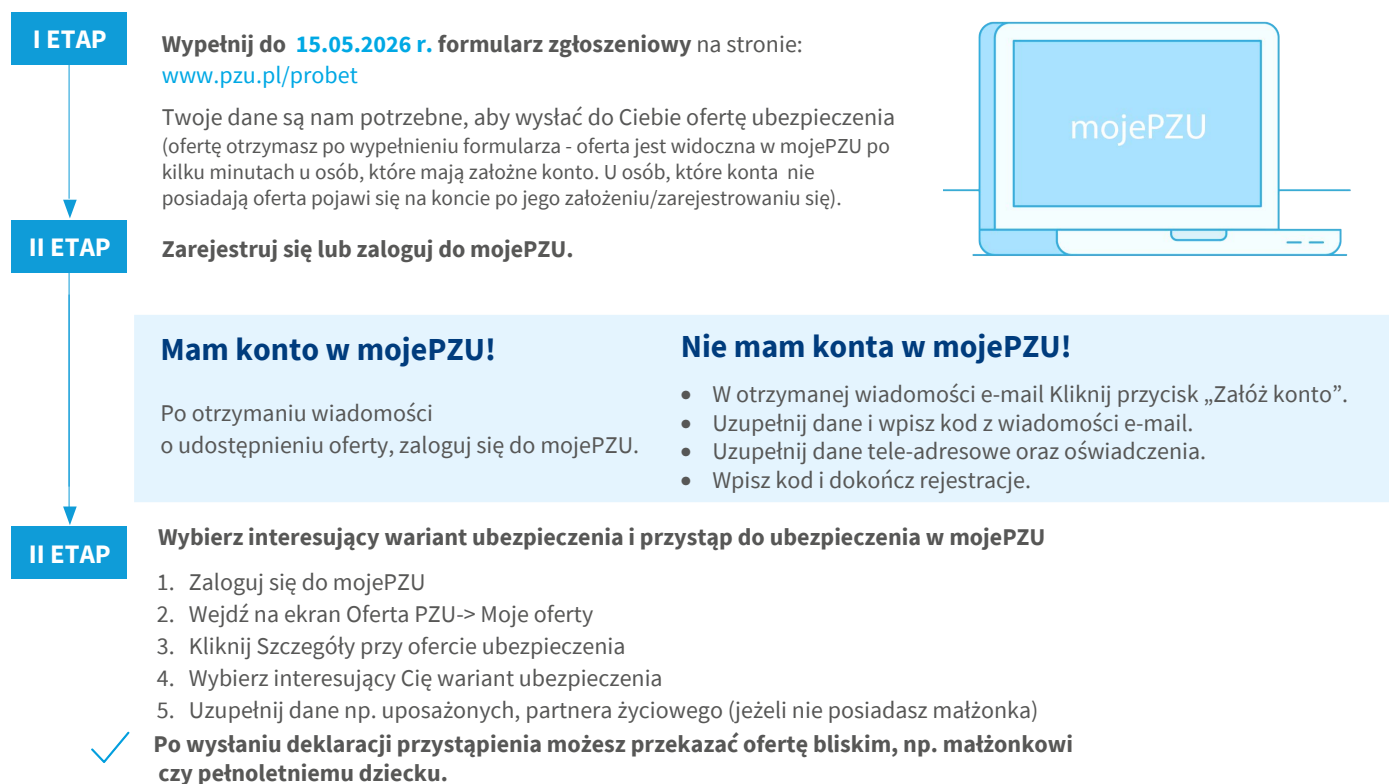 I ETAP
Wypełnij do 15.05.2026 r. formularz zgłoszeniowy na stronie:
www.pzu.pl/probet
Twoje dane są nam potrzebne, aby wysłać do Ciebie ofertę ubezpieczenia
(ofertę otrzymasz po wypełnieniu formularza - oferta jest widoczna w mojePZU po
kilku minutach u osób, które mają założne konto. U osób, które konta nie
posiadają oferta pojawi się na koncie po jego założeniu/zarejestrowaniu się).
mojePZU
II ETAP
Zarejestruj się lub zaloguj do mojePZU.
Mam konto w mojePZU!
Po otrzymaniu wiadomości
o udostępnieniu oferty, zaloguj się do mojePZU.
Nie mam konta w mojePZU!
• W otrzymanej wiadomości e-mail Kliknij przycisk „Załóż konto”.
• Uzupełnij dane i wpisz kod z wiadomości e-mail.
• Uzupełnij dane tele-adresowe oraz oświadczenia.
• Wpisz kod i dokończ rejestracje.
II ETAP
Wybierz interesujący wariant ubezpieczenia i przystąp do ubezpieczenia w mojePZU
1. Zaloguj się do mojePZU
2. Wejdź na ekran Oferta PZU-> Moje oferty
3. Kliknij Szczegóły przy ofercie ubezpieczenia
4. Wybierz interesujący Cię wariant ubezpieczenia
5. Uzupełnij dane np. uposażonych, partnera życiowego (jeżeli nie posiadasz małżonka)
Po wysłaniu deklaracji przystąpienia możesz przekazać ofertę bliskim, np. małżonkowi
czy pełnoletniemu dziecku.